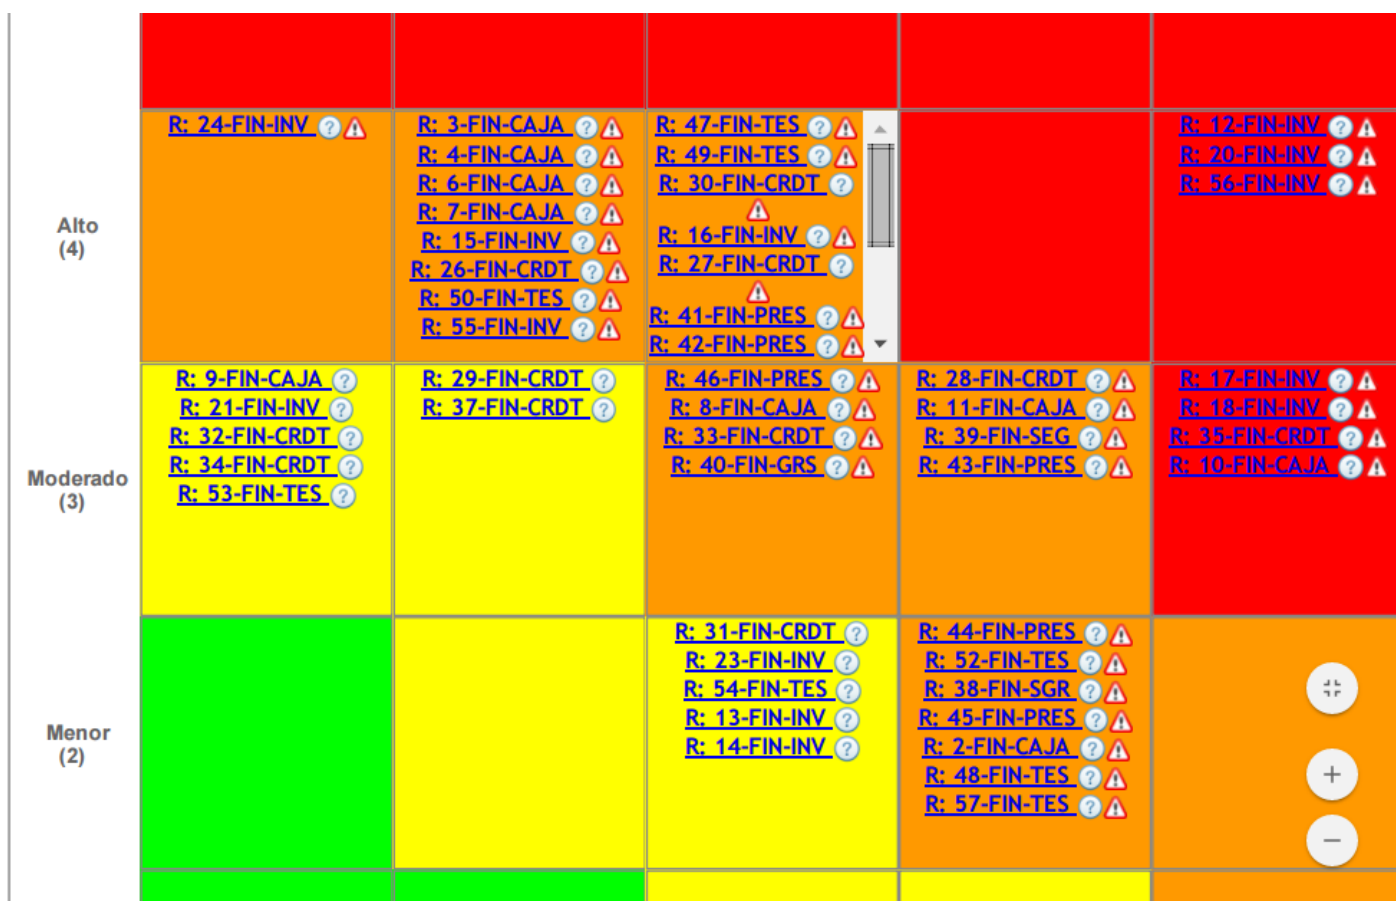 Alto
(4)
R: 24-FIN-INV
R: 3-FIN-CAJA
R: 4-FIN-CAJA
R: 6-FIN-CAJA
R: 7-FIN-CAJA
R: 15-FIN-INV
R: 26-FIN-CRDT
R: 50-FIN-TES
R: 55-FIN-INV
R: 47-FIN-TES
R: 49-FIN-TES
R: 30-FIN-CRDT
R: 16-FIN-INV
R: 27-FIN-CRDT
R: 41-FIN-PRES
R: 42-FIN-PRES
R: 12-FIN-INV
R: 20-FIN-INV
R: 56-FIN-INV
Moderado
(3)
R: 9-FIN-CAJA
R: 21-FIN-INV
R: 32-FIN-CRDT
R: 34-FIN-CRDT
R: 53-FIN-TES
R: 29-FIN-CRDT
R: 37-FIN-CRDT
R: 46-FIN-PRES
R: 8-FIN-CAJA
R: 33-FIN-CRDT
R: 40-FIN-GRS
R: 28-FIN-CRDT
R: 11-FIN-CAJA
R: 39-FIN-SEG
R: 43-FIN-PRES
R: 17-FIN-INV
R: 18-FIN-INV
R: 35-FIN-CRDT
R: 10-FIN-CAJA
Menor
(2)
R: 31-FIN-CRDT
R: 23-FIN-INV
R: 54-FIN-TES
R: 13-FIN-INV
R: 14-FIN-INV
R: 44-FIN-PRES
R: 52-FIN-TES
R: 38-FIN-SGR
R: 45-FIN-PRES
R: 2-FIN-CAJA
R: 48-FIN-TES
R: 57-FIN-TES